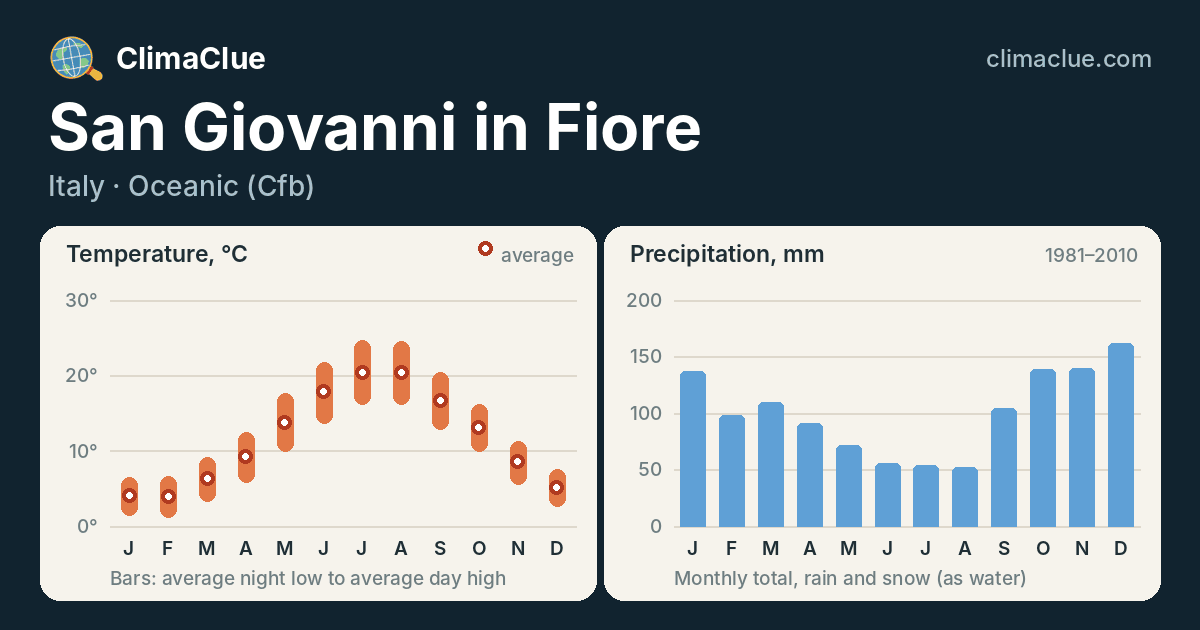 ClimaClue
climaclue.com
San Giovanni in Fiore
Italy · Oceanic (Cfb)
Temperature, °C
average
30°
20°
10°
0°
J F M A M J J A S O N D
Bars: average night low to average day high
Precipitation, mm
1981–2010
200
150
100
50
0
J F M A M J J A S O N D
Monthly total, rain and snow (as water)